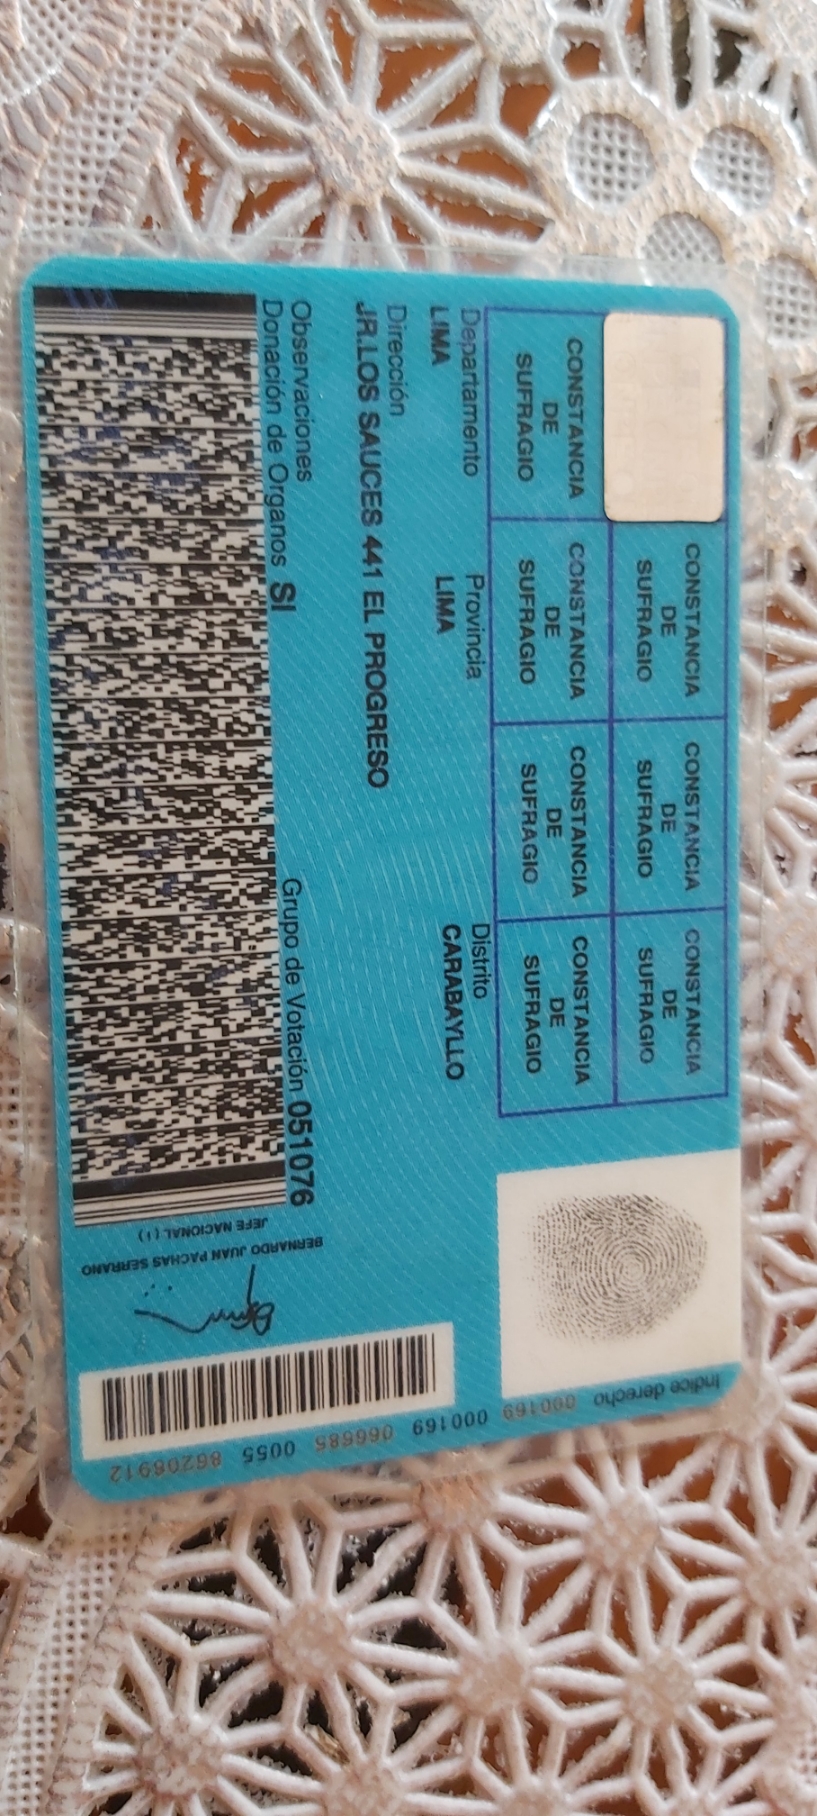 CONSTANCIA DE SUFRAGIO
CONSTANCIA DE SUFRAGIO
CONSTANCIA DE SUFRAGIO
CONSTANCIA DE SUFRAGIO
CONSTANCIA DE SUFRAGIO
CONSTANCIA DE SUFRAGIO
CONSTANCIA DE SUFRAGIO
Departamento Provincia Distrito
LIMA LIMA CARABAYLLO
Dirección
JR.LOS SAUCES 441 EL PROGRESO
Observaciones
Donación de Organos SI Grupo de Votación 051076
BERNARDO JUAN PACHAS SERRANO
JEFE NACIONAL ( i )
Indice derecho 000169 000169 066685 0055 86206912